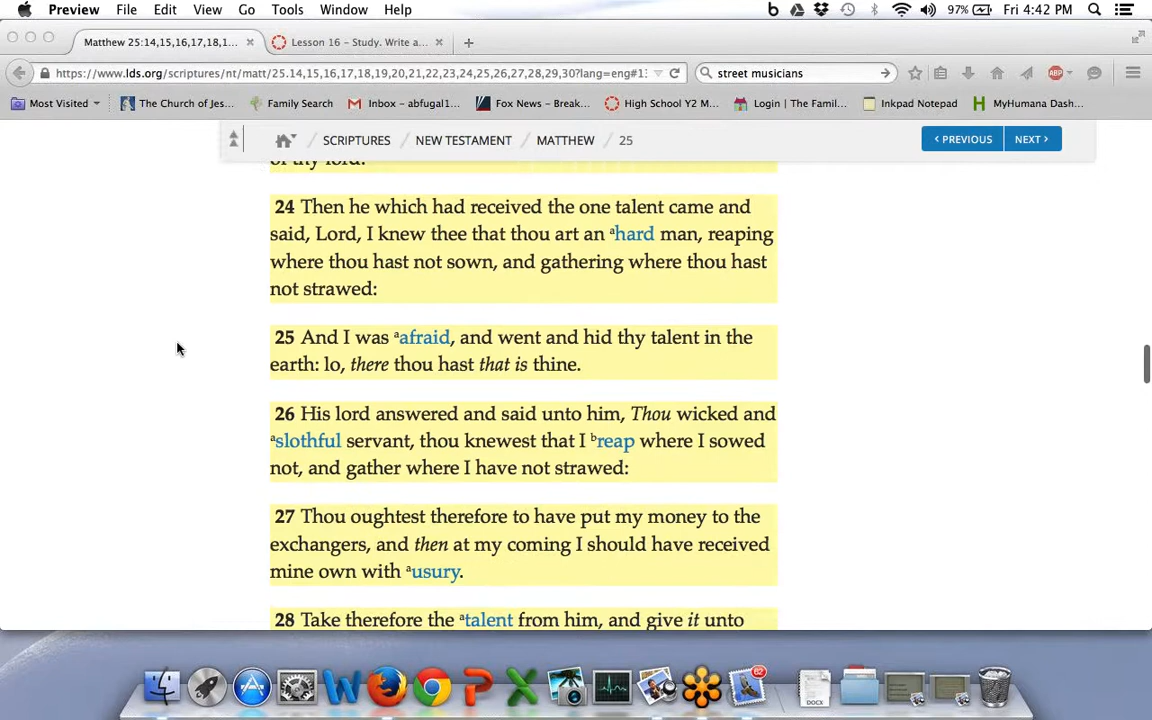 Preview File Edit View Go Tools Window Help 97% Fri 4:42 PM
Matthew 25:14,15,16,17,18,1... × Lesson 16 – Study. Write a... × +
https://www.lds.org/scriptures/nt/matt/25.14,15,16,17,18,19,20,21,22,23,24,25,26,27,28,29,30?lang=eng#1: street musicians ABP
Most Visited The Church of Jes... Family Search Inbox – abfugal1... Fox News – Break... High School Y2 M... Login | The Famil... Inkpad Notepad H MyHumana Dash...
/ SCRIPTURES / NEW TESTAMENT / MATTHEW / 25 < PREVIOUS NEXT >
of thy lord.
24 Then he which had received the one talent came and
said, Lord, I knew thee that thou art an ahard man, reaping
where thou hast not sown, and gathering where thou hast
not strawed:
25 And I was aafraid, and went and hid thy talent in the
earth: lo, there thou hast that is thine.
26 His lord answered and said unto him, Thou wicked and
aslothful servant, thou knewest that I breap where I sowed
not, and gather where I have not strawed:
27 Thou oughtest therefore to have put my money to the
exchangers, and then at my coming I should have received
mine own with ausury.
28 Take therefore the atalent from him, and give it unto
82
DOCX